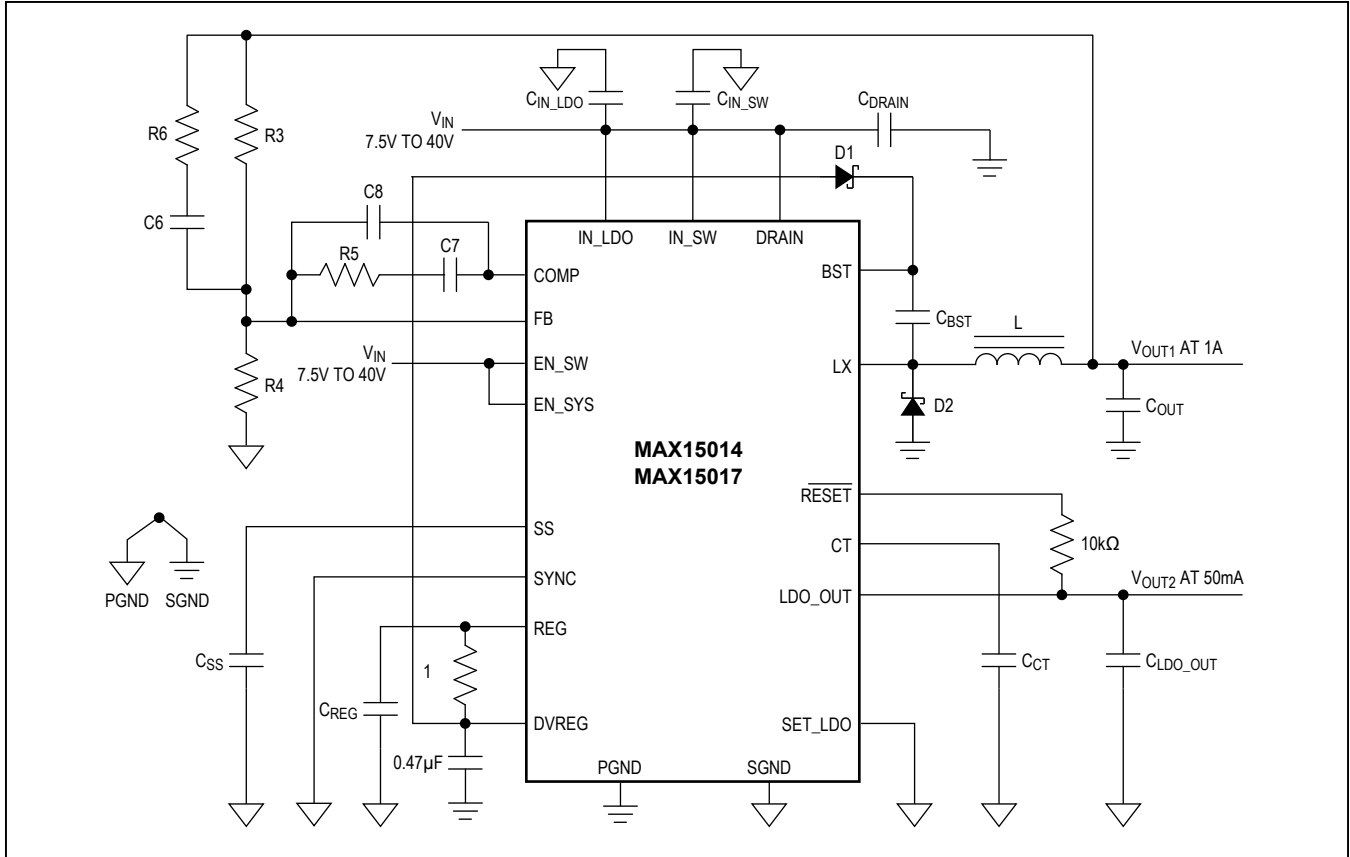 R6
R3
C6
R4
C8
R5
C7
VIN
7.5V TO 40V
CIN_LDO
CIN_SW
CDRAIN
D1
IN_LDO
IN_SW
DRAIN
COMP
FB
VIN
7.5V TO 40V
EN_SW
EN_SYS
BST
CBST
L
LX
VOUT1 AT 1A
D2
COUT
MAX15014
MAX15017
RESET
10kΩ
CT
LDO_OUT
VOUT2 AT 50mA
SS
SYNC
PGND
SGND
REG
CSS
1
CREG
DVREG
0.47µF
CCT
CLDO_OUT
SET_LDO
PGND
SGND